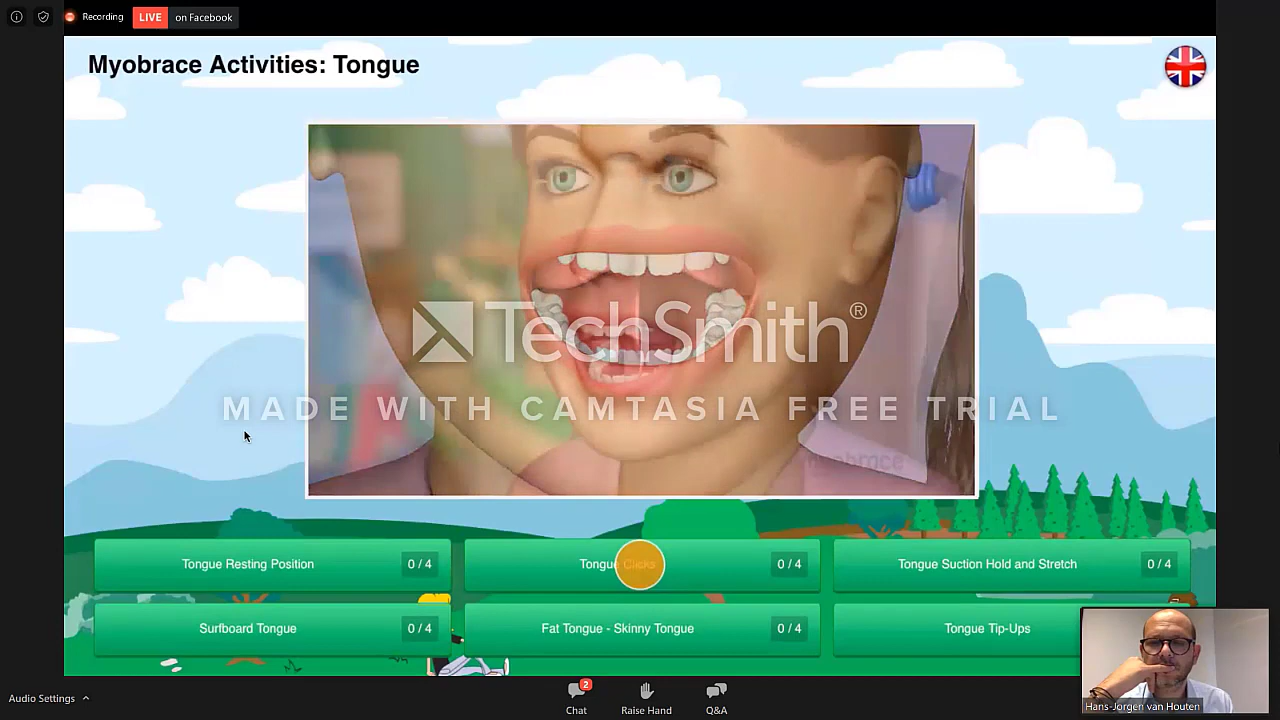 Recording
LIVE
on Facebook
Myobrace Activities: Tongue
TechSmith®
MADE WITH CAMTASIA FREE TRIAL
myobrace
Tongue Resting Position 0 / 4
Tongue Clicks 0 / 4
Tongue Suction Hold and Stretch 0 / 4
Surfboard Tongue 0 / 4
Fat Tongue - Skinny Tongue 0 / 4
Tongue Tip-Ups
Hans-Jorgen van Houten
Audio Settings
2
Chat
Raise Hand
Q&A